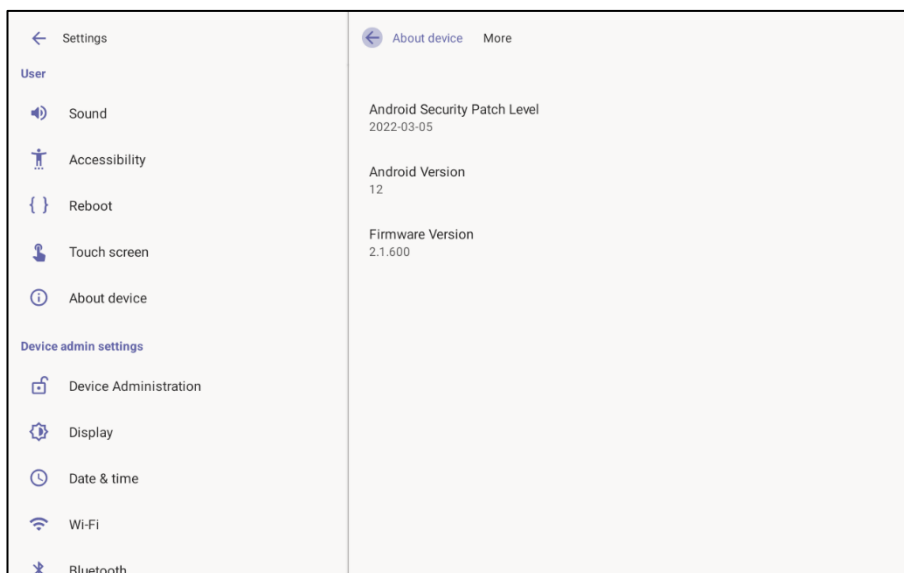 Settings
User
Sound
Accessibility
Reboot
Touch screen
About device
Device admin settings
Device Administration
Display
Date & time
Wi-Fi
Bluetooth
About device More
Android Security Patch Level
2022-03-05
Android Version
12
Firmware Version
2.1.600